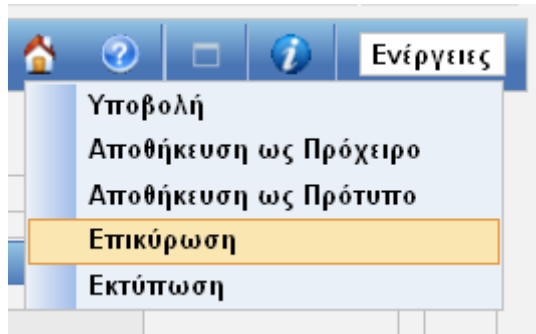 Ενέργειες
Υποβολή
Αποθήκευση ως Πρόχειρο
Αποθήκευση ως Πρότυπο
Επικύρωση
Εκτύπωση